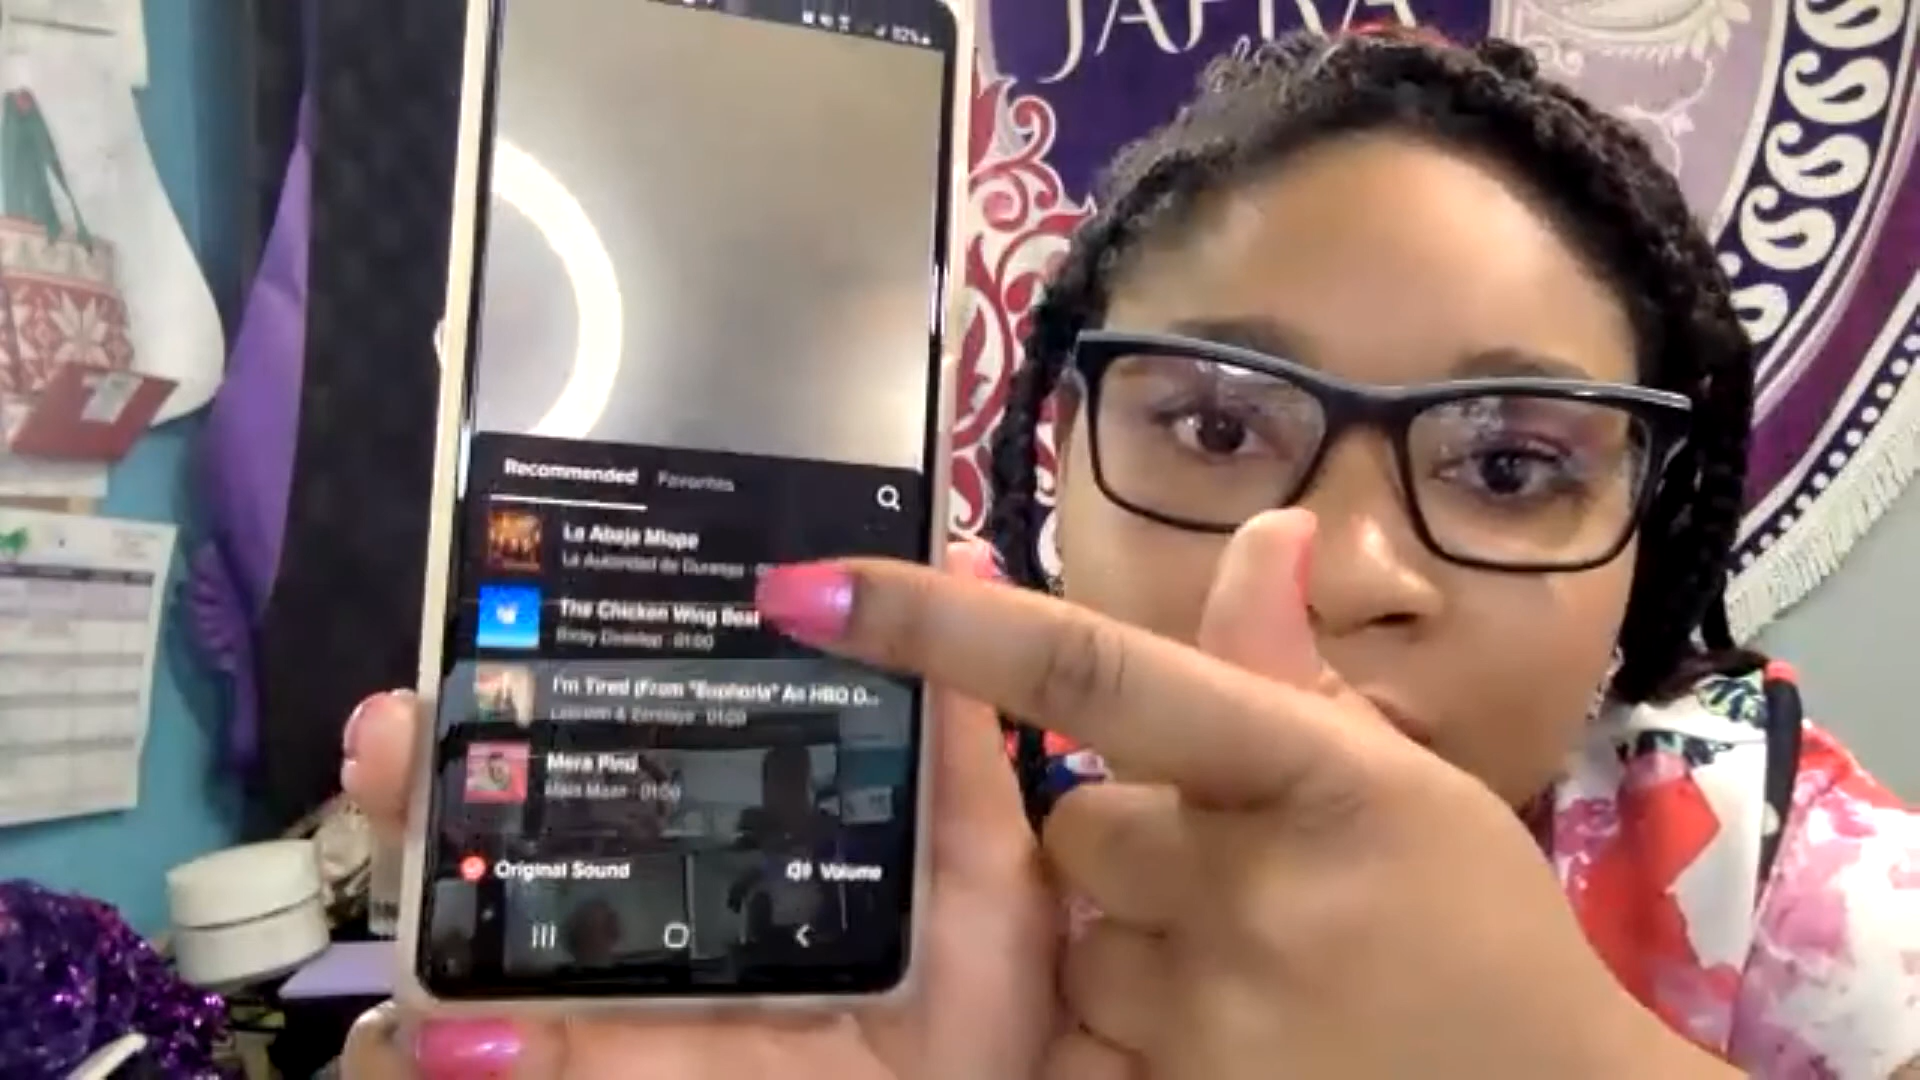 JAFRA
82%
Recommended Favorites
La Abeja Miope
La Autoridad de Durango
The Chicken Wing Beat
01:00
I'm Tired (From "Euphoria" An HBO O...
Labrinth & Zendaya · 01:00
Mera Pind
01:00
Original Sound
Volume